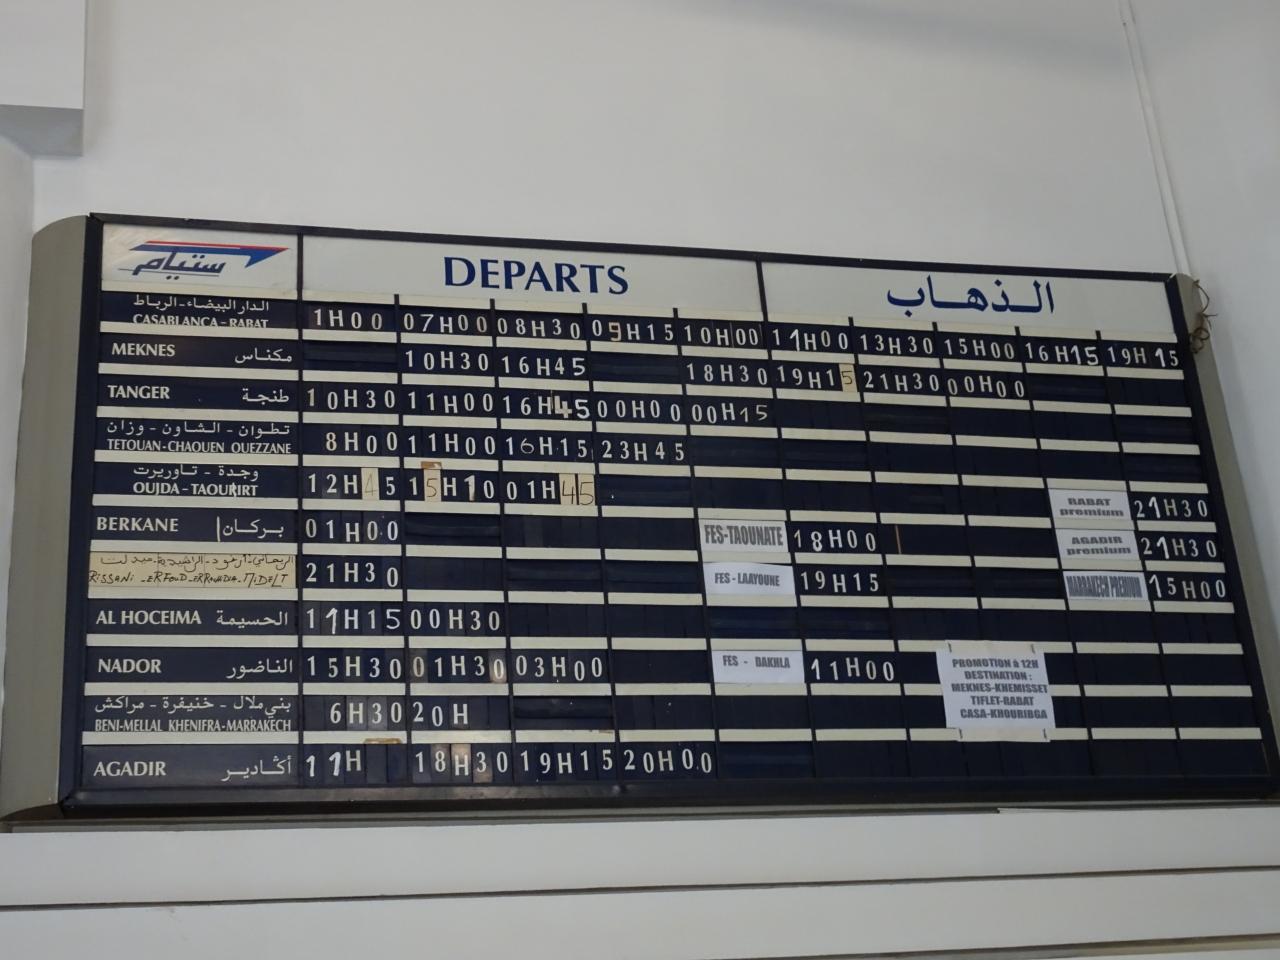 ستيام
DEPARTS
الذهاب
الدار البيضاء-الرباط
CASABLANCA-RABAT 1H00 07H00 08H30 09H15 10H00 11H00 13H30 15H00 16H15 19H15
MEKNES مكناس 10H30 16H45 18H30 19H15 21H30 00H00
TANGER طنجة 10H30 11H00 16H45 00H00 00H15
تطوان - الشاون - وزان
TETOUAN-CHAOUEN OUEZZANE 8H00 11H00 16H15 23H45
وجدة - تاوريرت
OUJDA-TAOURIRT 12H45 15H10 01H45 RABAT premium 21H30
BERKANE بركان 01H00 FES-TAOUNATE 18H00 AGADIR premium 21H30
RISSANI - ERFOUD - ERRACHIDIA - MIDELT 21H30 FES - LAAYOUNE 19H15 MARRAKECH PREMIUM 15H00
AL HOCEIMA الحسيمة 11H15 00H30
NADOR الناضور 15H30 01H30 03H00 FES - DAKHLA 11H00
PROMOTION à 12H
DESTINATION :
MEKNES-KHEMISSET
TIFLET-RABAT
CASA-KHOURIBGA
بني ملال - خنيفرة - مراكش
BENI-MELLAL KHENIFRA-MARRAKECH 6H30 20H
AGADIR أكادير 11H 18H30 19H15 20H00